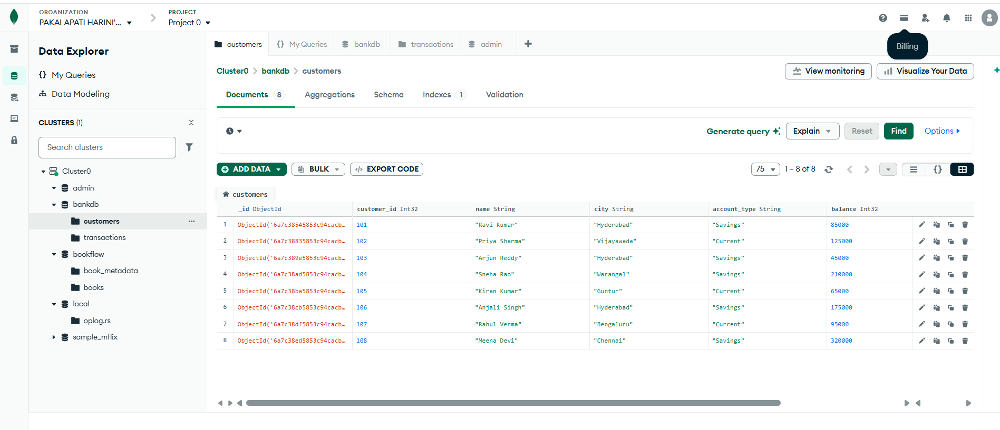 ORGANIZATION
PAKALAPATI HARINI'...
PROJECT
Project 0
Billing
Data Explorer
My Queries
Data Modeling
CLUSTERS (1)
Search clusters
Cluster0
admin
bankdb
customers
transactions
bookflow
book_metadata
books
local
oplog.rs
sample_mflix
customers
{} My Queries
bankdb
transactions
admin
Cluster0 > bankdb > customers
View monitoring
Visualize Your Data
Documents 8 Aggregations Schema Indexes 1 Validation
Generate query Explain Reset Find Options
ADD DATA BULK EXPORT CODE
75 1 – 8 of 8
customers
_id ObjectId customer_id Int32 name String city String account_type String balance Int32
1 ObjectId('6a7c38545853c94cacb… 101 "Ravi Kumar" "Hyderabad" "Savings" 85000
2 ObjectId('6a7c38835853c94cacb… 102 "Priya Sharma" "Vijayawada" "Current" 125000
3 ObjectId('6a7c389e5853c94cacb… 103 "Arjun Reddy" "Hyderabad" "Savings" 45000
4 ObjectId('6a7c38ad5853c94cacb… 104 "Sneha Rao" "Warangal" "Savings" 210000
5 ObjectId('6a7c38ba5853c94cacb… 105 "Kiran Kumar" "Guntur" "Current" 65000
6 ObjectId('6a7c38cb5853c94cacb… 106 "Anjali Singh" "Hyderabad" "Savings" 175000
7 ObjectId('6a7c38df5853c94cacb… 107 "Rahul Verma" "Bengaluru" "Current" 95000
8 ObjectId('6a7c38ed5853c94cacb… 108 "Meena Devi" "Chennai" "Savings" 320000